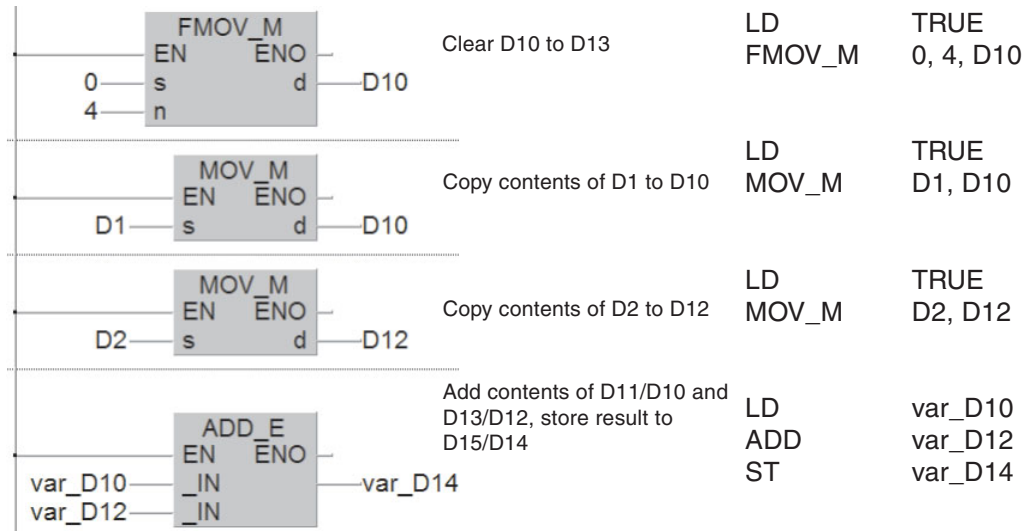 FMOV_M
EN ENO
0 s d D10
4 n
Clear D10 to D13
LD TRUE
FMOV_M 0, 4, D10
MOV_M
EN ENO
D1 s d D10
Copy contents of D1 to D10
LD TRUE
MOV_M D1, D10
MOV_M
EN ENO
D2 s d D12
Copy contents of D2 to D12
LD TRUE
MOV_M D2, D12
ADD_E
EN ENO
var_D10 _IN var_D14
var_D12 _IN
Add contents of D11/D10 and
D13/D12, store result to
D15/D14
LD var_D10
ADD var_D12
ST var_D14